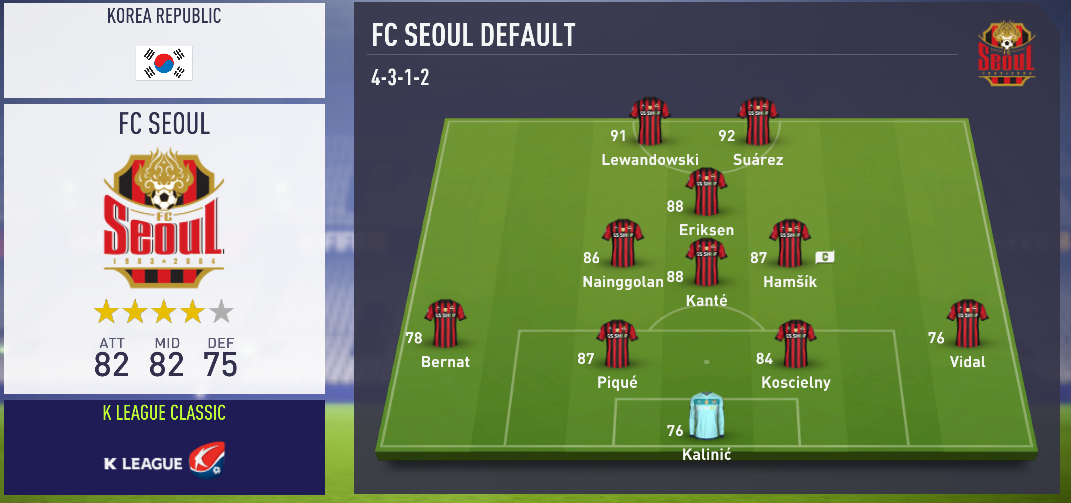 KOREA REPUBLIC
FC SEOUL
FC
SEOUL
1983★2004
ATT MID DEF
82 82 75
K LEAGUE CLASSIC
K LEAGUE
FC SEOUL DEFAULT
4-3-1-2
SEOUL
91
Lewandowski
92
Suárez
88
Eriksen
86
Nainggolan
88
Kanté
87
C
Hamšík
78
Bernat
87
Piqué
84
Koscielny
76
Vidal
76
Kalinić